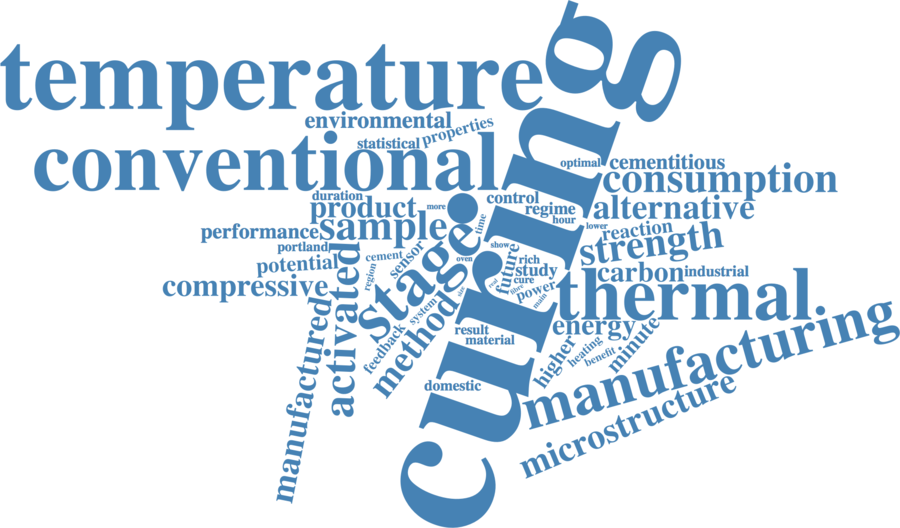 curing
temperature
environmental
statistical
properties
conventional
optimal
cementitious
consumption
duration
product
more
control
regime
hour
alternative
performance
sample
time
lower
reaction
portland
strength
potential
cement
sensor
region
stage
oven
show
future
rich
study
cure
fibre
power
main
carbon
industrial
compressive
activated
manufactured
method
system
feedback
size
thermal
energy
result
material
higher
heating
benefit
minute
domestic
manufacturing
microstructure